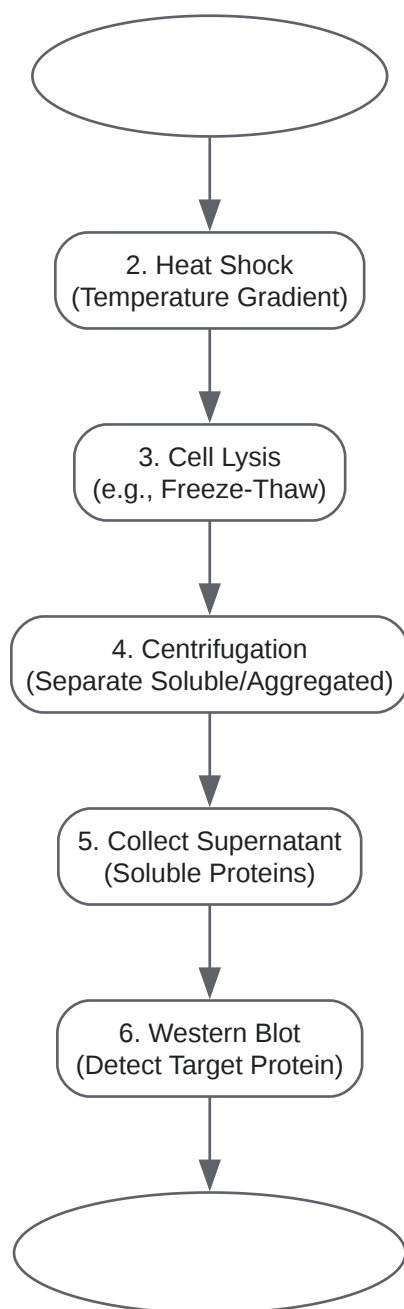 2. Heat Shock
(Temperature Gradient)
3. Cell Lysis
(e.g., Freeze-Thaw)
4. Centrifugation
(Separate Soluble/Aggregated)
5. Collect Supernatant
(Soluble Proteins)
6. Western Blot
(Detect Target Protein)